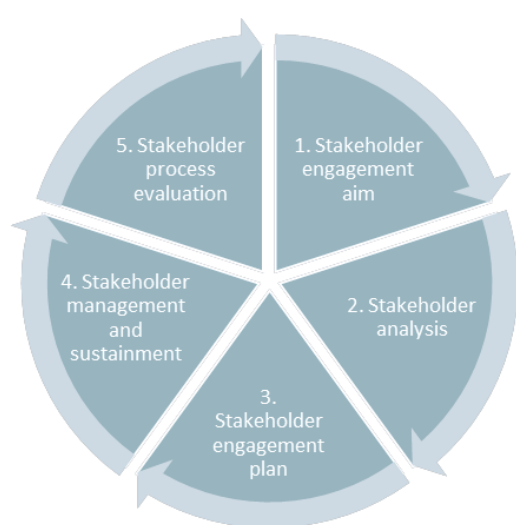 1. Stakeholder
engagement
aim
2. Stakeholder
analysis
3.
Stakeholder
engagement
plan
4. Stakeholder
management
and
sustainment
5. Stakeholder
process
evaluation